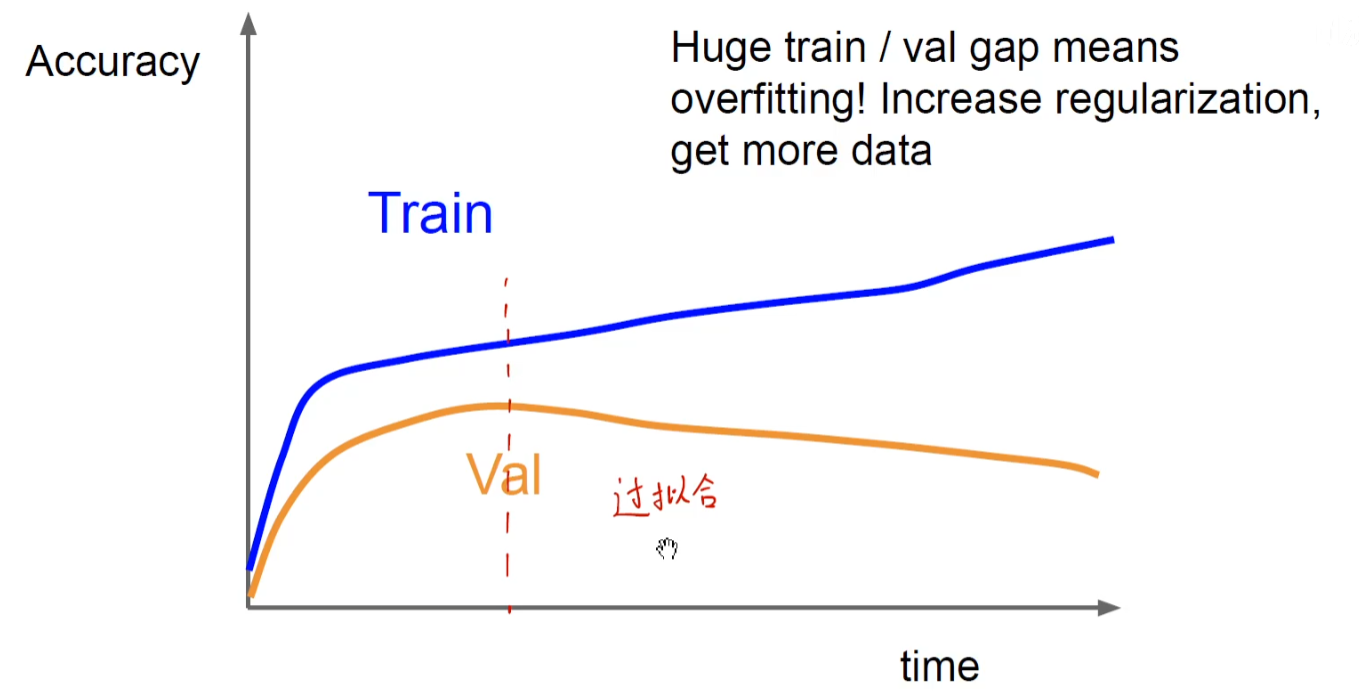 Accuracy
Huge train / val gap means
overfitting! Increase regularization,
get more data
Train
Val
过拟合
time